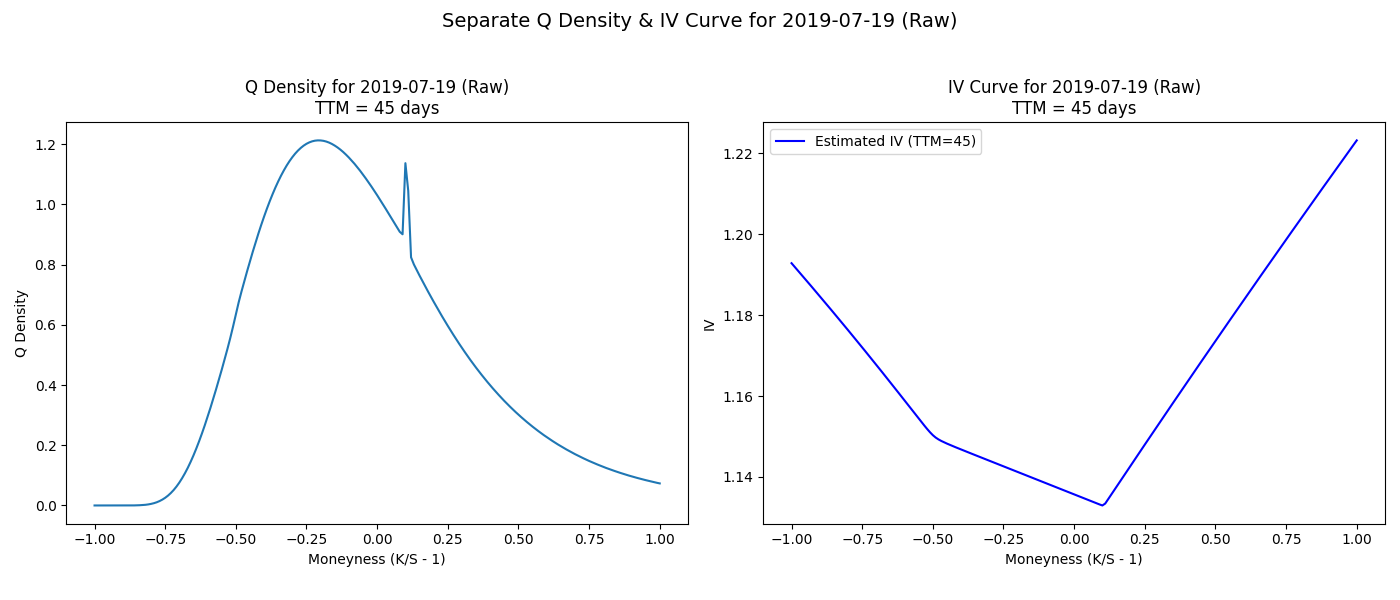 Separate Q Density & IV Curve for 2019-07-19 (Raw)
Q Density for 2019-07-19 (Raw)
TTM = 45 days
Q Density
1.2
1.0
0.8
0.6
0.4
0.2
0.0
−1.00 −0.75 −0.50 −0.25 0.00 0.25 0.50 0.75 1.00
Moneyness (K/S - 1)
IV Curve for 2019-07-19 (Raw)
TTM = 45 days
Estimated IV (TTM=45)
IV
1.22
1.20
1.18
1.16
1.14
−1.00 −0.75 −0.50 −0.25 0.00 0.25 0.50 0.75 1.00
Moneyness (K/S - 1)